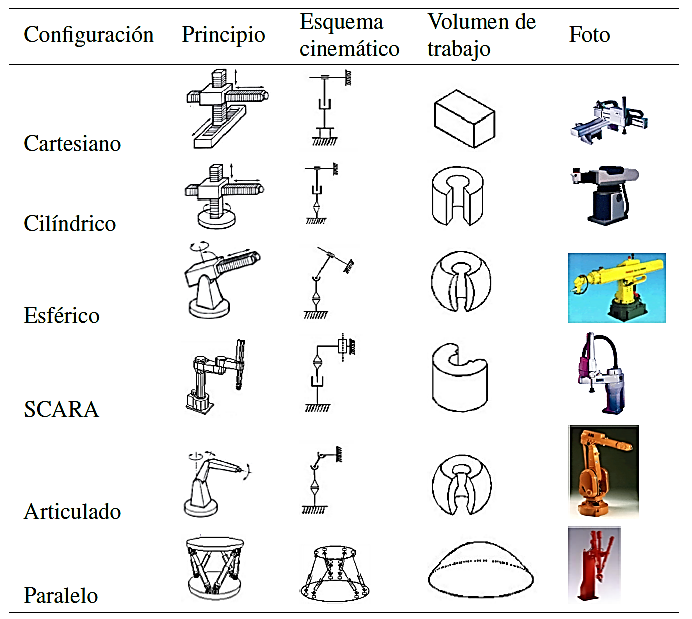 Configuración Principio Esquema cinemático Volumen de trabajo Foto
Cartesiano
Cilíndrico
Esférico
SCARA
Articulado
Paralelo